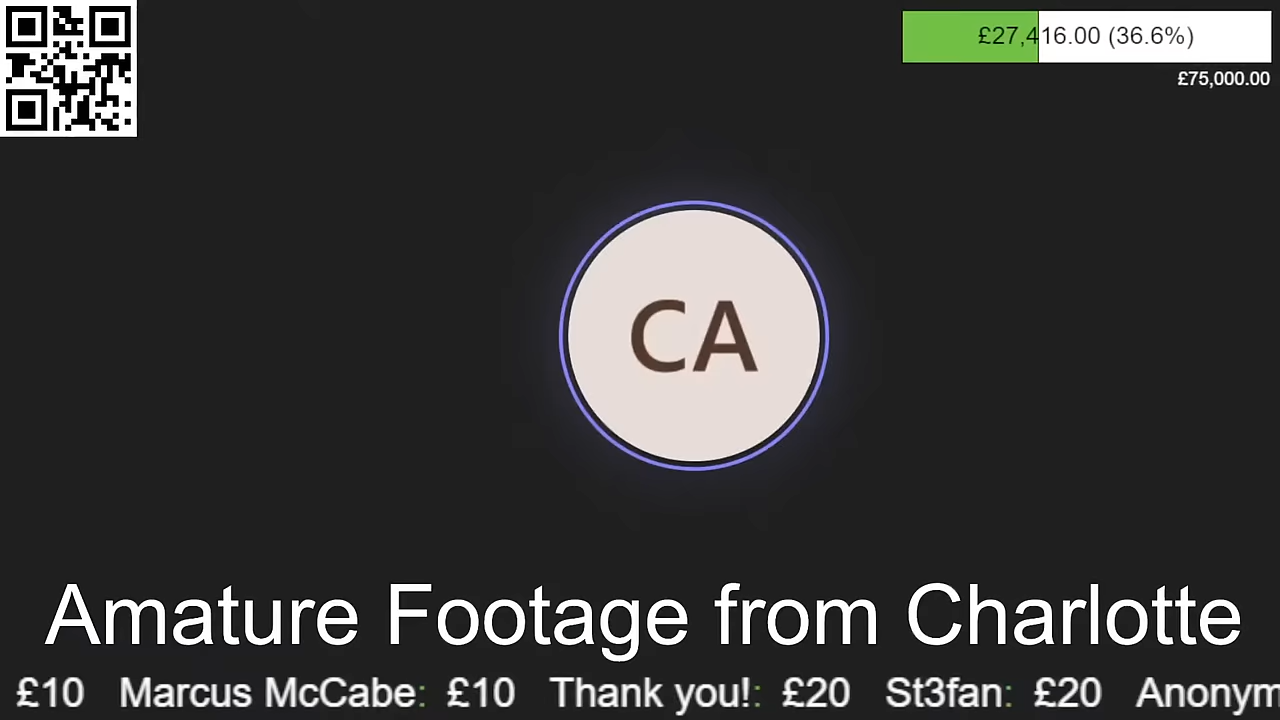 £27,416.00 (36.6%)
£75,000.00
CA
Amature Footage from Charlotte
£10 Marcus McCabe: £10 Thank you!: £20 St3fan: £20 Anonym